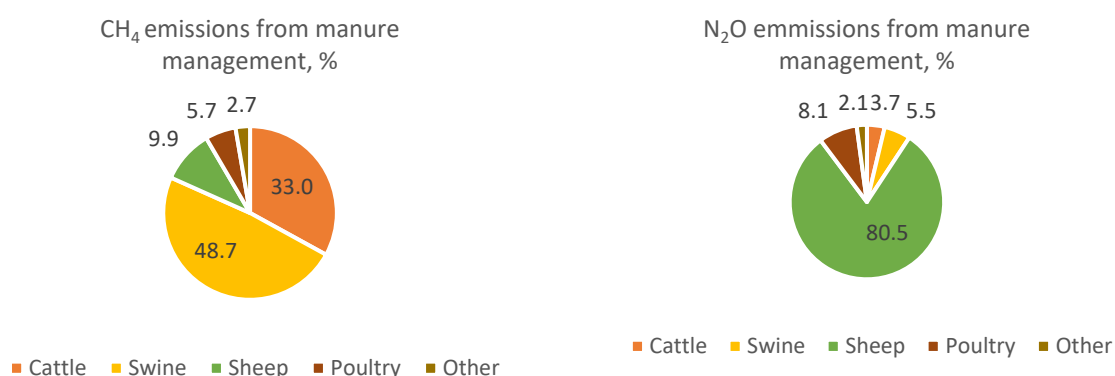 CH₄ emissions from manure
management, %
5.7
2.7
9.9
33.0
48.7
Cattle Swine Sheep Poultry Other
N₂O emmissions from manure
management, %
8.1
2.1
3.7
5.5
80.5
Cattle Swine Sheep Poultry Other